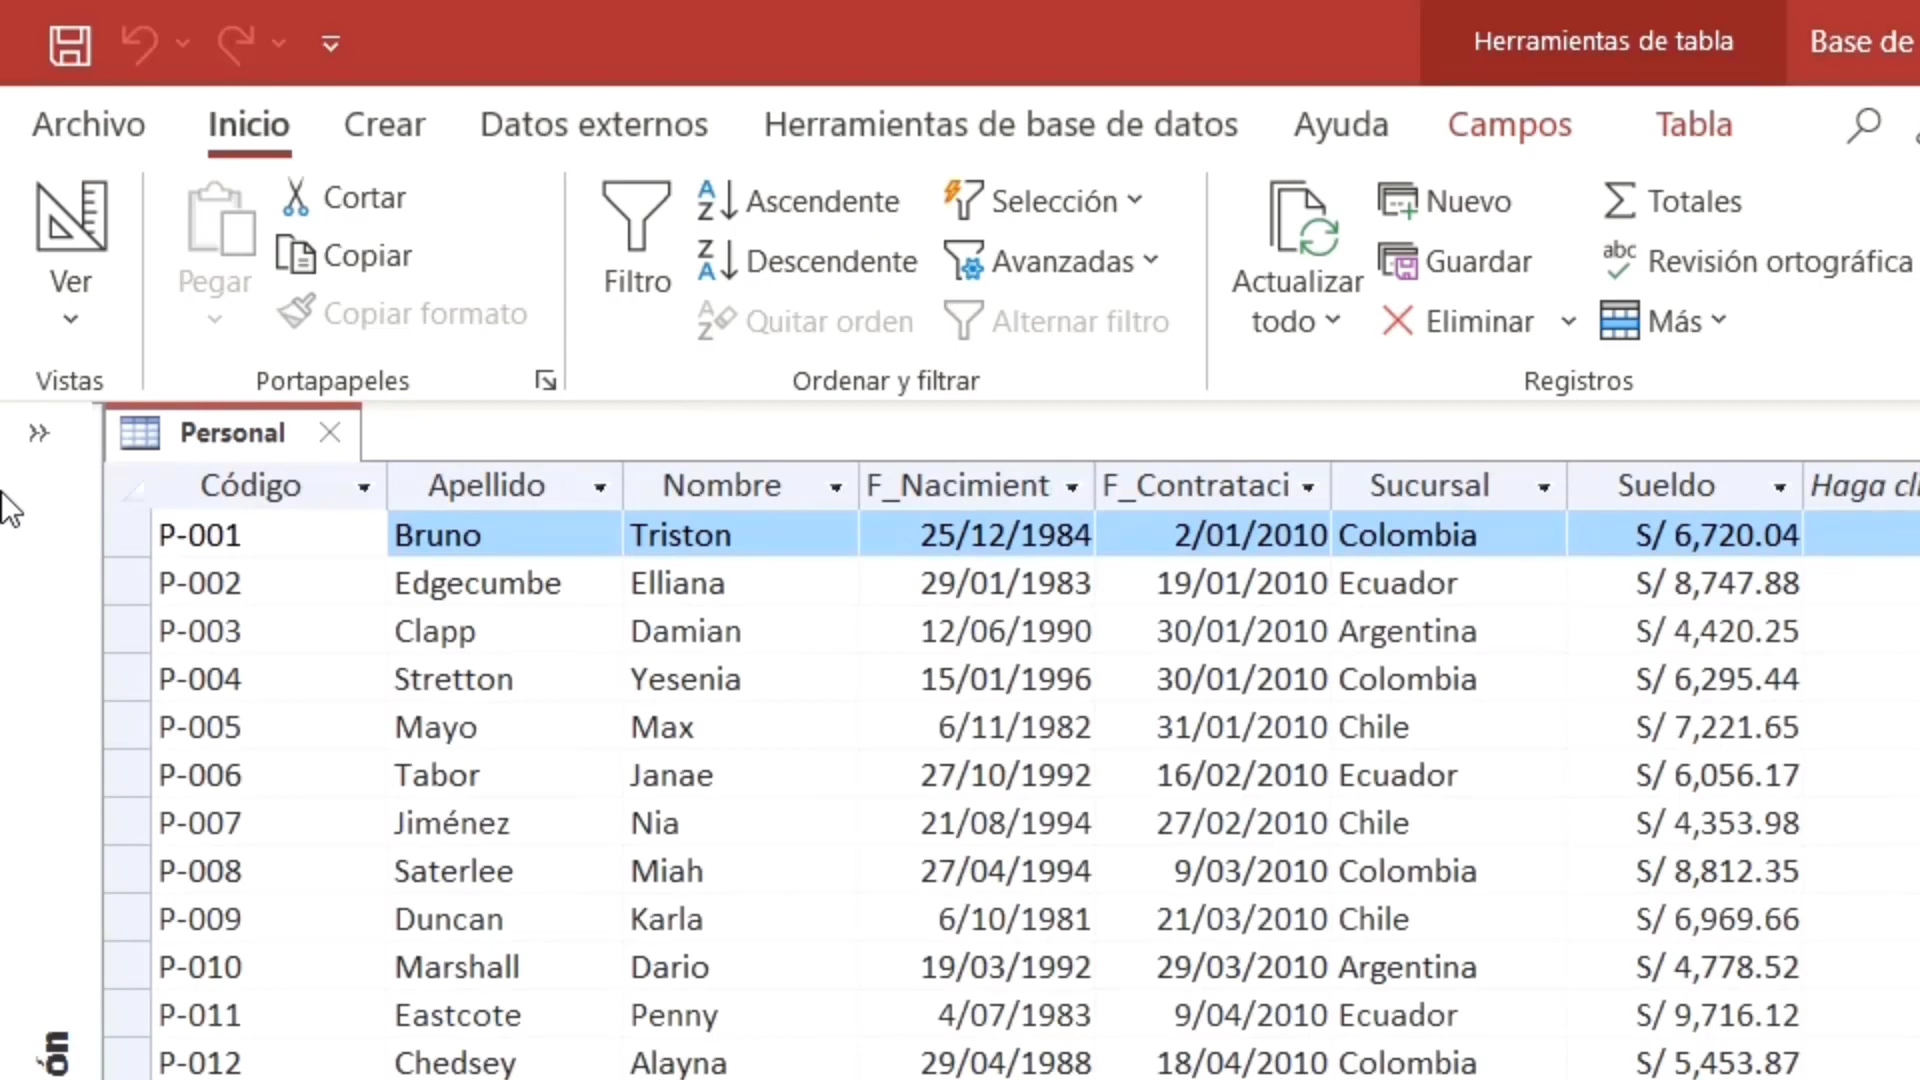 Herramientas de tabla
Base de
Archivo Inicio Crear Datos externos Herramientas de base de datos Ayuda Campos Tabla
Ver
Vistas
Pegar
Cortar
Copiar
Copiar formato
Portapapeles
Filtro
Ascendente
Descendente
Quitar orden
Selección
Avanzadas
Alternar filtro
Ordenar y filtrar
Actualizar
todo
Nuevo
Guardar
Eliminar
Totales
Revisión ortográfica
Más
Registros
Personal
Código Apellido Nombre F_Nacimient F_Contrataci Sucursal Sueldo Haga cl
P-001 Bruno Triston 25/12/1984 2/01/2010 Colombia S/ 6,720.04
P-002 Edgecumbe Elliana 29/01/1983 19/01/2010 Ecuador S/ 8,747.88
P-003 Clapp Damian 12/06/1990 30/01/2010 Argentina S/ 4,420.25
P-004 Stretton Yesenia 15/01/1996 30/01/2010 Colombia S/ 6,295.44
P-005 Mayo Max 6/11/1982 31/01/2010 Chile S/ 7,221.65
P-006 Tabor Janae 27/10/1992 16/02/2010 Ecuador S/ 6,056.17
P-007 Jiménez Nia 21/08/1994 27/02/2010 Chile S/ 4,353.98
P-008 Saterlee Miah 27/04/1994 9/03/2010 Colombia S/ 8,812.35
P-009 Duncan Karla 6/10/1981 21/03/2010 Chile S/ 6,969.66
P-010 Marshall Dario 19/03/1992 29/03/2010 Argentina S/ 4,778.52
P-011 Eastcote Penny 4/07/1983 9/04/2010 Ecuador S/ 9,716.12
P-012 Chedsey Alayna 29/04/1988 18/04/2010 Colombia S/ 5,453.87
ón